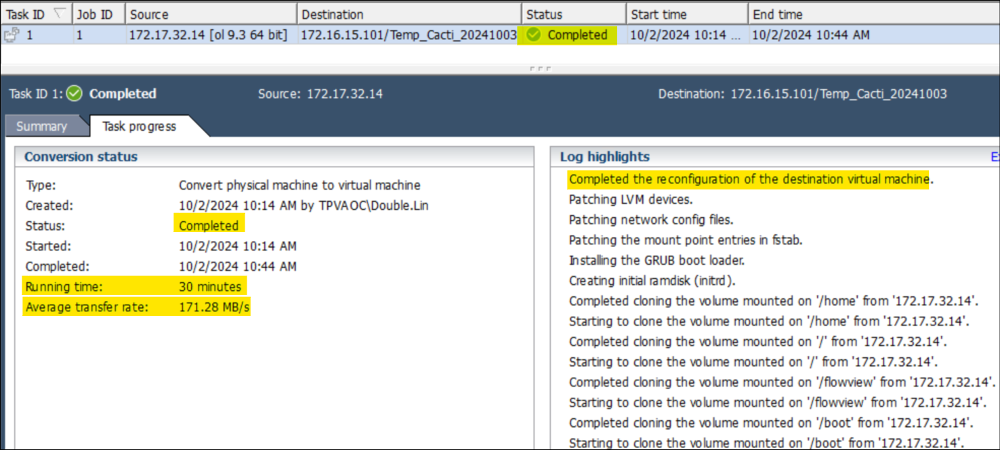 Task ID Job ID Source Destination Status Start time End time
1 1 172.17.32.14 [ol 9.3 64 bit] 172.16.15.101/Temp_Cacti_20241003 Completed 10/2/2024 10:14 ... 10/2/2024 10:44 AM
Task ID 1: Completed Source: 172.17.32.14 Destination: 172.16.15.101/Temp_Cacti_20241003
Summary Task progress
Conversion status
Type: Convert physical machine to virtual machine
Created: 10/2/2024 10:14 AM by TPVAOC\Double.Lin
Status: Completed
Started: 10/2/2024 10:14 AM
Completed: 10/2/2024 10:44 AM
Running time: 30 minutes
Average transfer rate: 171.28 MB/s
Log highlights
Completed the reconfiguration of the destination virtual machine.
Patching LVM devices.
Patching network config files.
Patching the mount point entries in fstab.
Installing the GRUB boot loader.
Creating initial ramdisk (initrd).
Completed cloning the volume mounted on '/home' from '172.17.32.14'.
Starting to clone the volume mounted on '/home' from '172.17.32.14'.
Completed cloning the volume mounted on '/' from '172.17.32.14'.
Starting to clone the volume mounted on '/' from '172.17.32.14'.
Completed cloning the volume mounted on '/flowview' from '172.17.32.14'.
Starting to clone the volume mounted on '/flowview' from '172.17.32.14'.
Completed cloning the volume mounted on '/boot' from '172.17.32.14'.
Starting to clone the volume mounted on '/boot' from '172.17.32.14'.